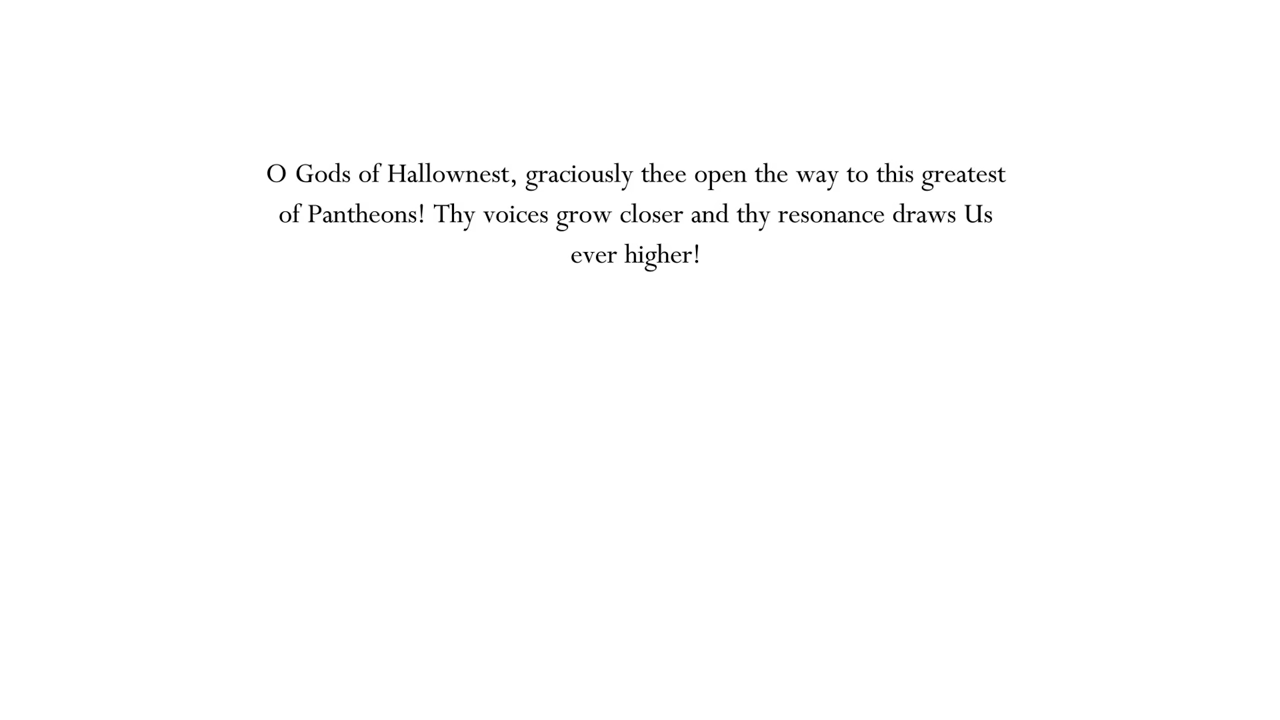 O Gods of Hallownest, graciously thee open the way to this greatest
of Pantheons! Thy voices grow closer and thy resonance draws Us
ever higher!